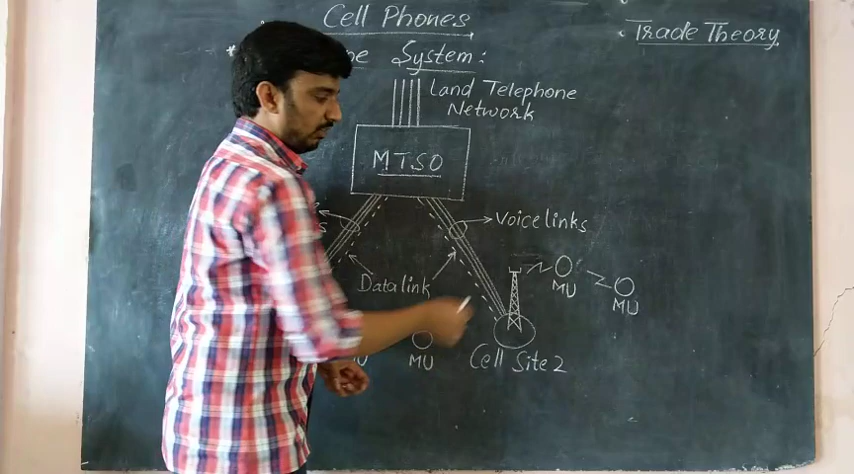 Cell Phones
Trade Theory
System:
Land Telephone
Network
MTSO
Voice links
Data link
MU
MU
MU
Cell Site 2